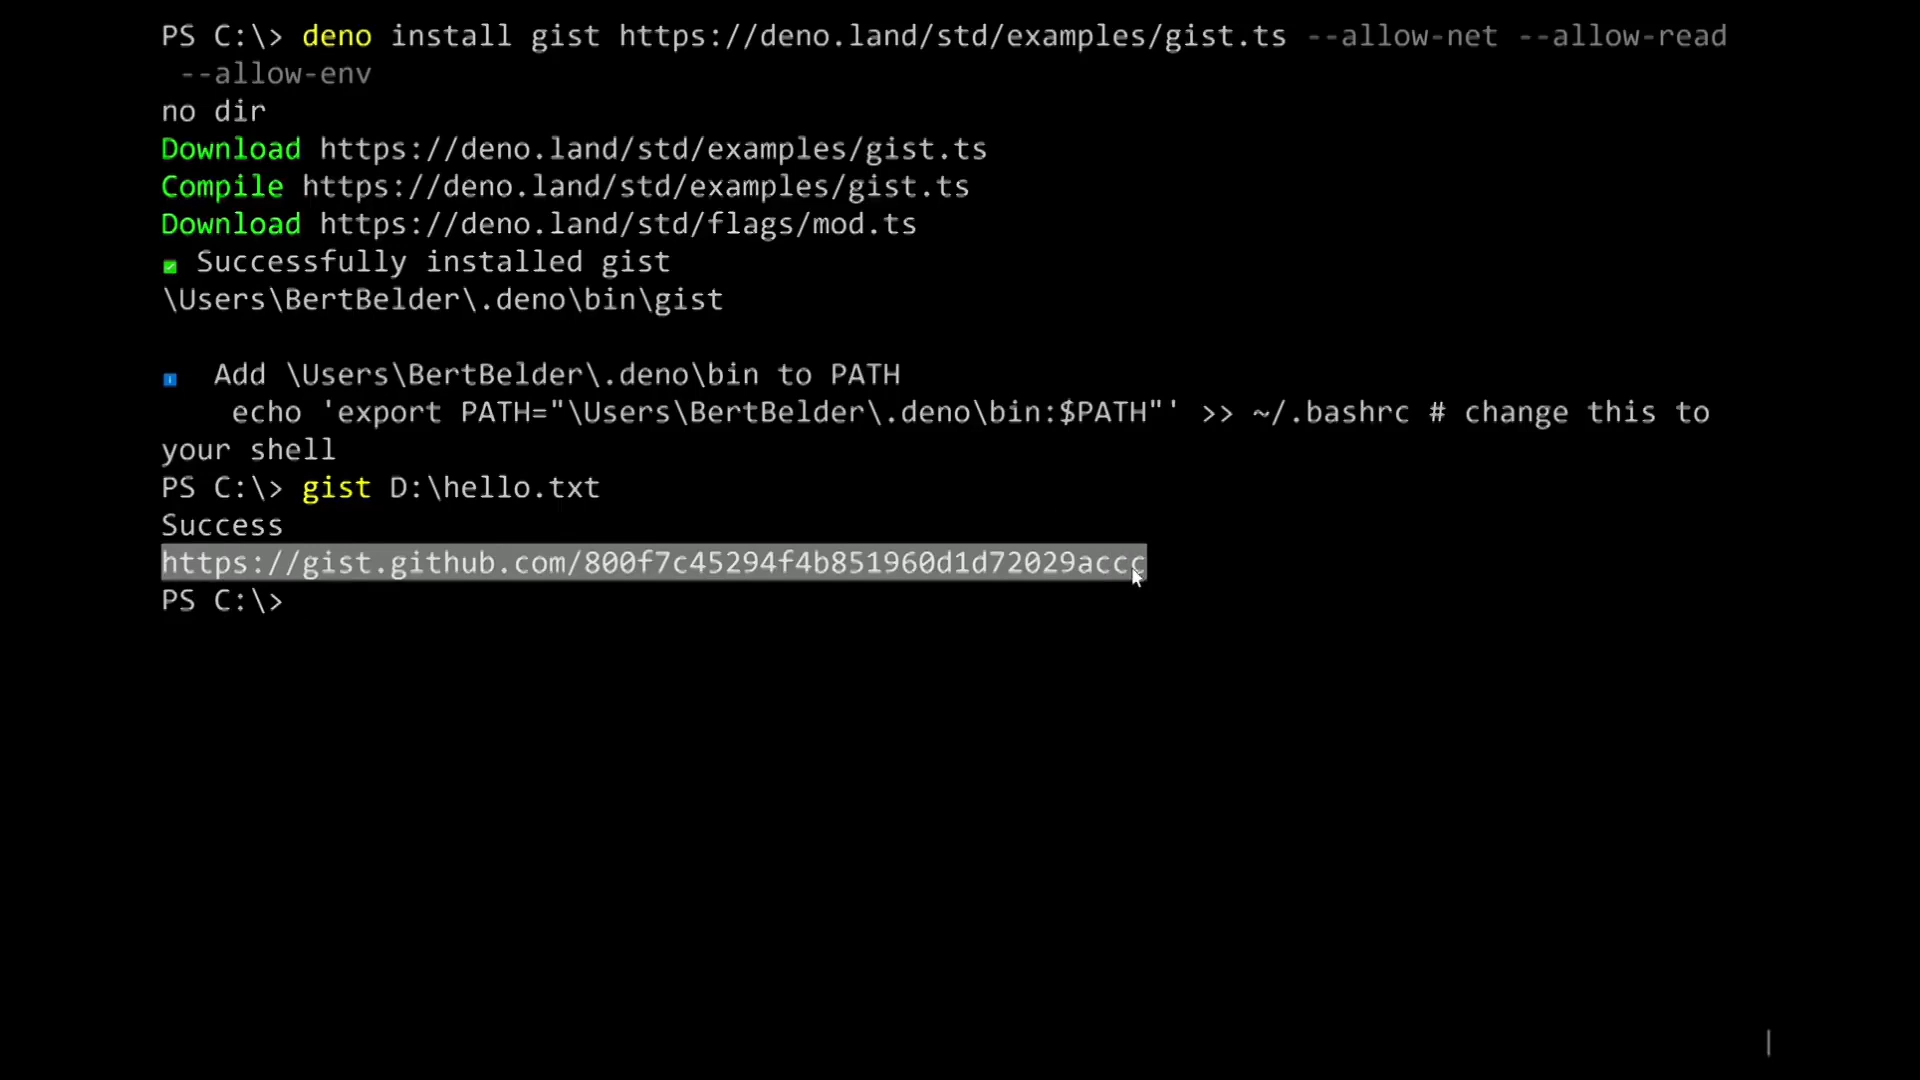 PS C:\> deno install gist https://deno.land/std/examples/gist.ts --allow-net --allow-read
--allow-env
no dir
Download https://deno.land/std/examples/gist.ts
Compile https://deno.land/std/examples/gist.ts
Download https://deno.land/std/flags/mod.ts
✅ Successfully installed gist
\Users\BertBelder\.deno\bin\gist
ℹ️ Add \Users\BertBelder\.deno\bin to PATH
echo 'export PATH="\Users\BertBelder\.deno\bin:$PATH"' >> ~/.bashrc # change this to
your shell
PS C:\> gist D:\hello.txt
Success
https://gist.github.com/800f7c45294f4b851960d1d72029accc
PS C:\>